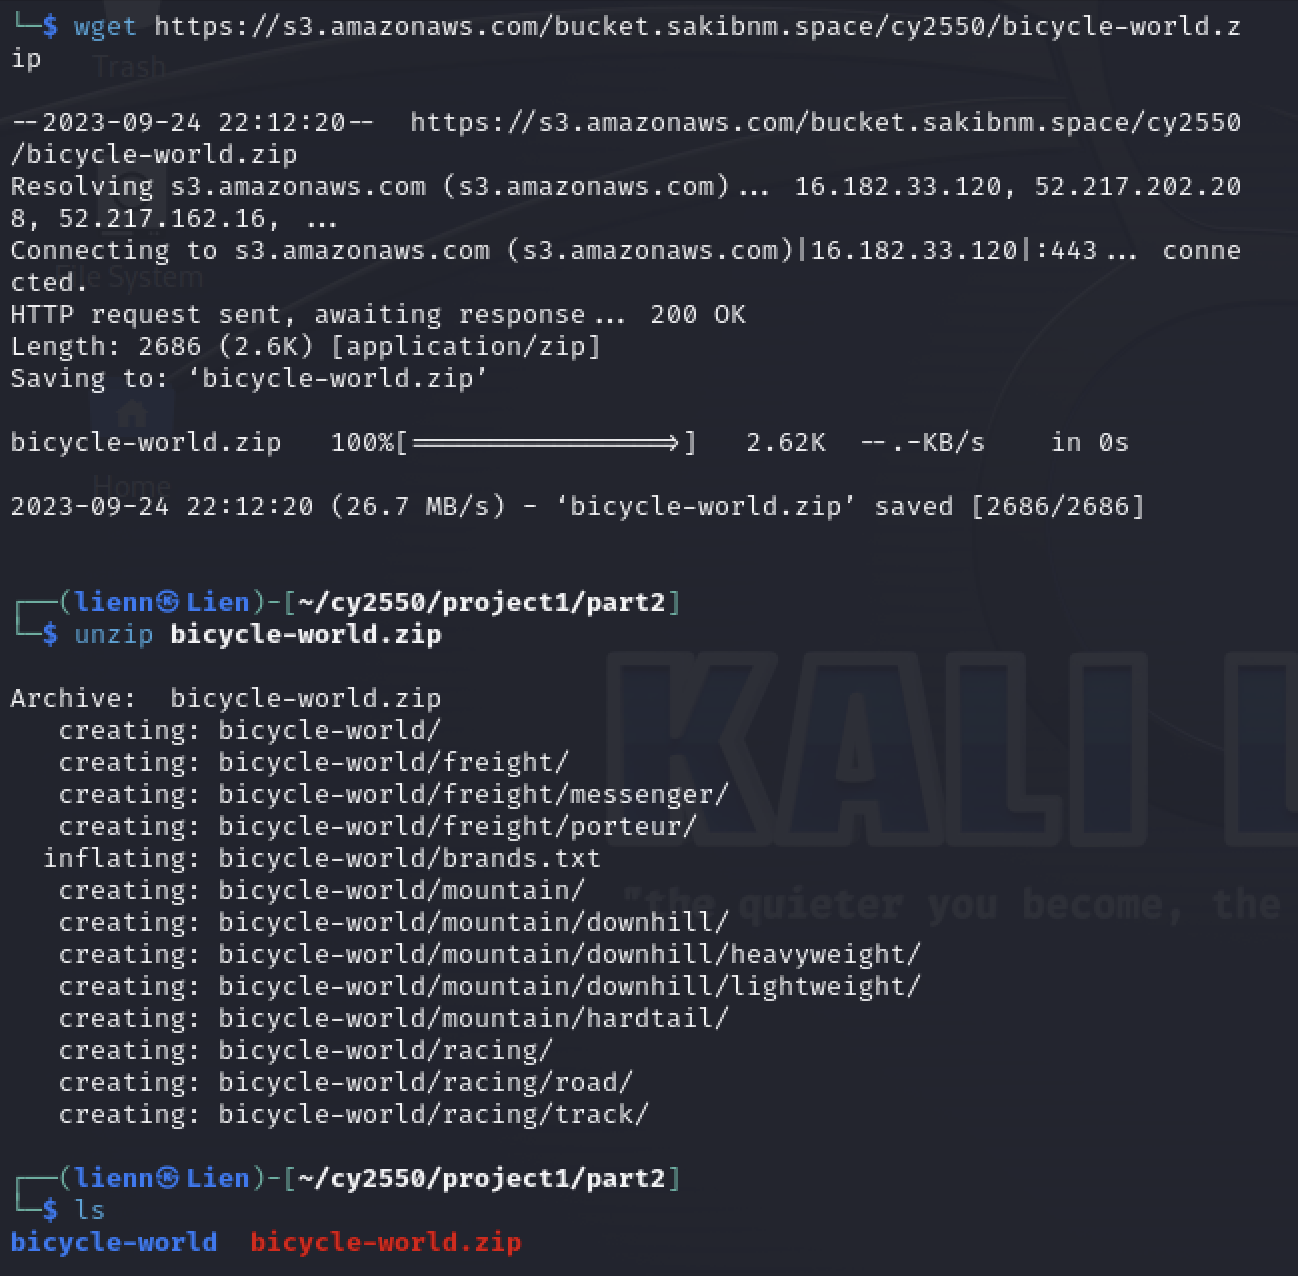 └─$ wget https://s3.amazonaws.com/bucket.sakibnm.space/cy2550/bicycle-world.z
ip
Trash
--2023-09-24 22:12:20--  https://s3.amazonaws.com/bucket.sakibnm.space/cy2550
/bicycle-world.zip
Resolving s3.amazonaws.com (s3.amazonaws.com)... 16.182.33.120, 52.217.202.20
8, 52.217.162.16, ...
Connecting to s3.amazonaws.com (s3.amazonaws.com)|16.182.33.120|:443... conne
cted.
File System
HTTP request sent, awaiting response... 200 OK
Length: 2686 (2.6K) [application/zip]
Saving to: ‘bicycle-world.zip’
bicycle-world.zip   100%[================>]   2.62K  --.-KB/s    in 0s
Home
2023-09-24 22:12:20 (26.7 MB/s) - ‘bicycle-world.zip’ saved [2686/2686]
┌──(lienn㉿Lien)-[~/cy2550/project1/part2]
└─$ unzip bicycle-world.zip
Archive:  bicycle-world.zip
   creating: bicycle-world/
   creating: bicycle-world/freight/
   creating: bicycle-world/freight/messenger/
   creating: bicycle-world/freight/porteur/
  inflating: bicycle-world/brands.txt
   creating: bicycle-world/mountain/
   creating: bicycle-world/mountain/downhill/
   creating: bicycle-world/mountain/downhill/heavyweight/
   creating: bicycle-world/mountain/downhill/lightweight/
   creating: bicycle-world/mountain/hardtail/
   creating: bicycle-world/racing/
   creating: bicycle-world/racing/road/
   creating: bicycle-world/racing/track/
KALI L
"the quieter you become, the
┌──(lienn㉿Lien)-[~/cy2550/project1/part2]
└─$ ls
bicycle-world  bicycle-world.zip